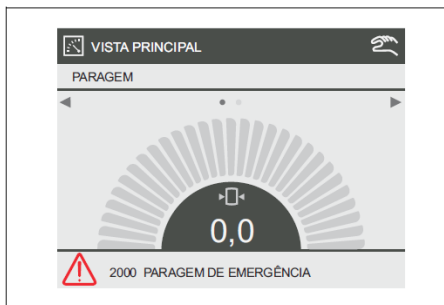 VISTA PRINCIPAL
PARAGEM
0,0
2000 PARAGEM DE EMERGÊNCIA